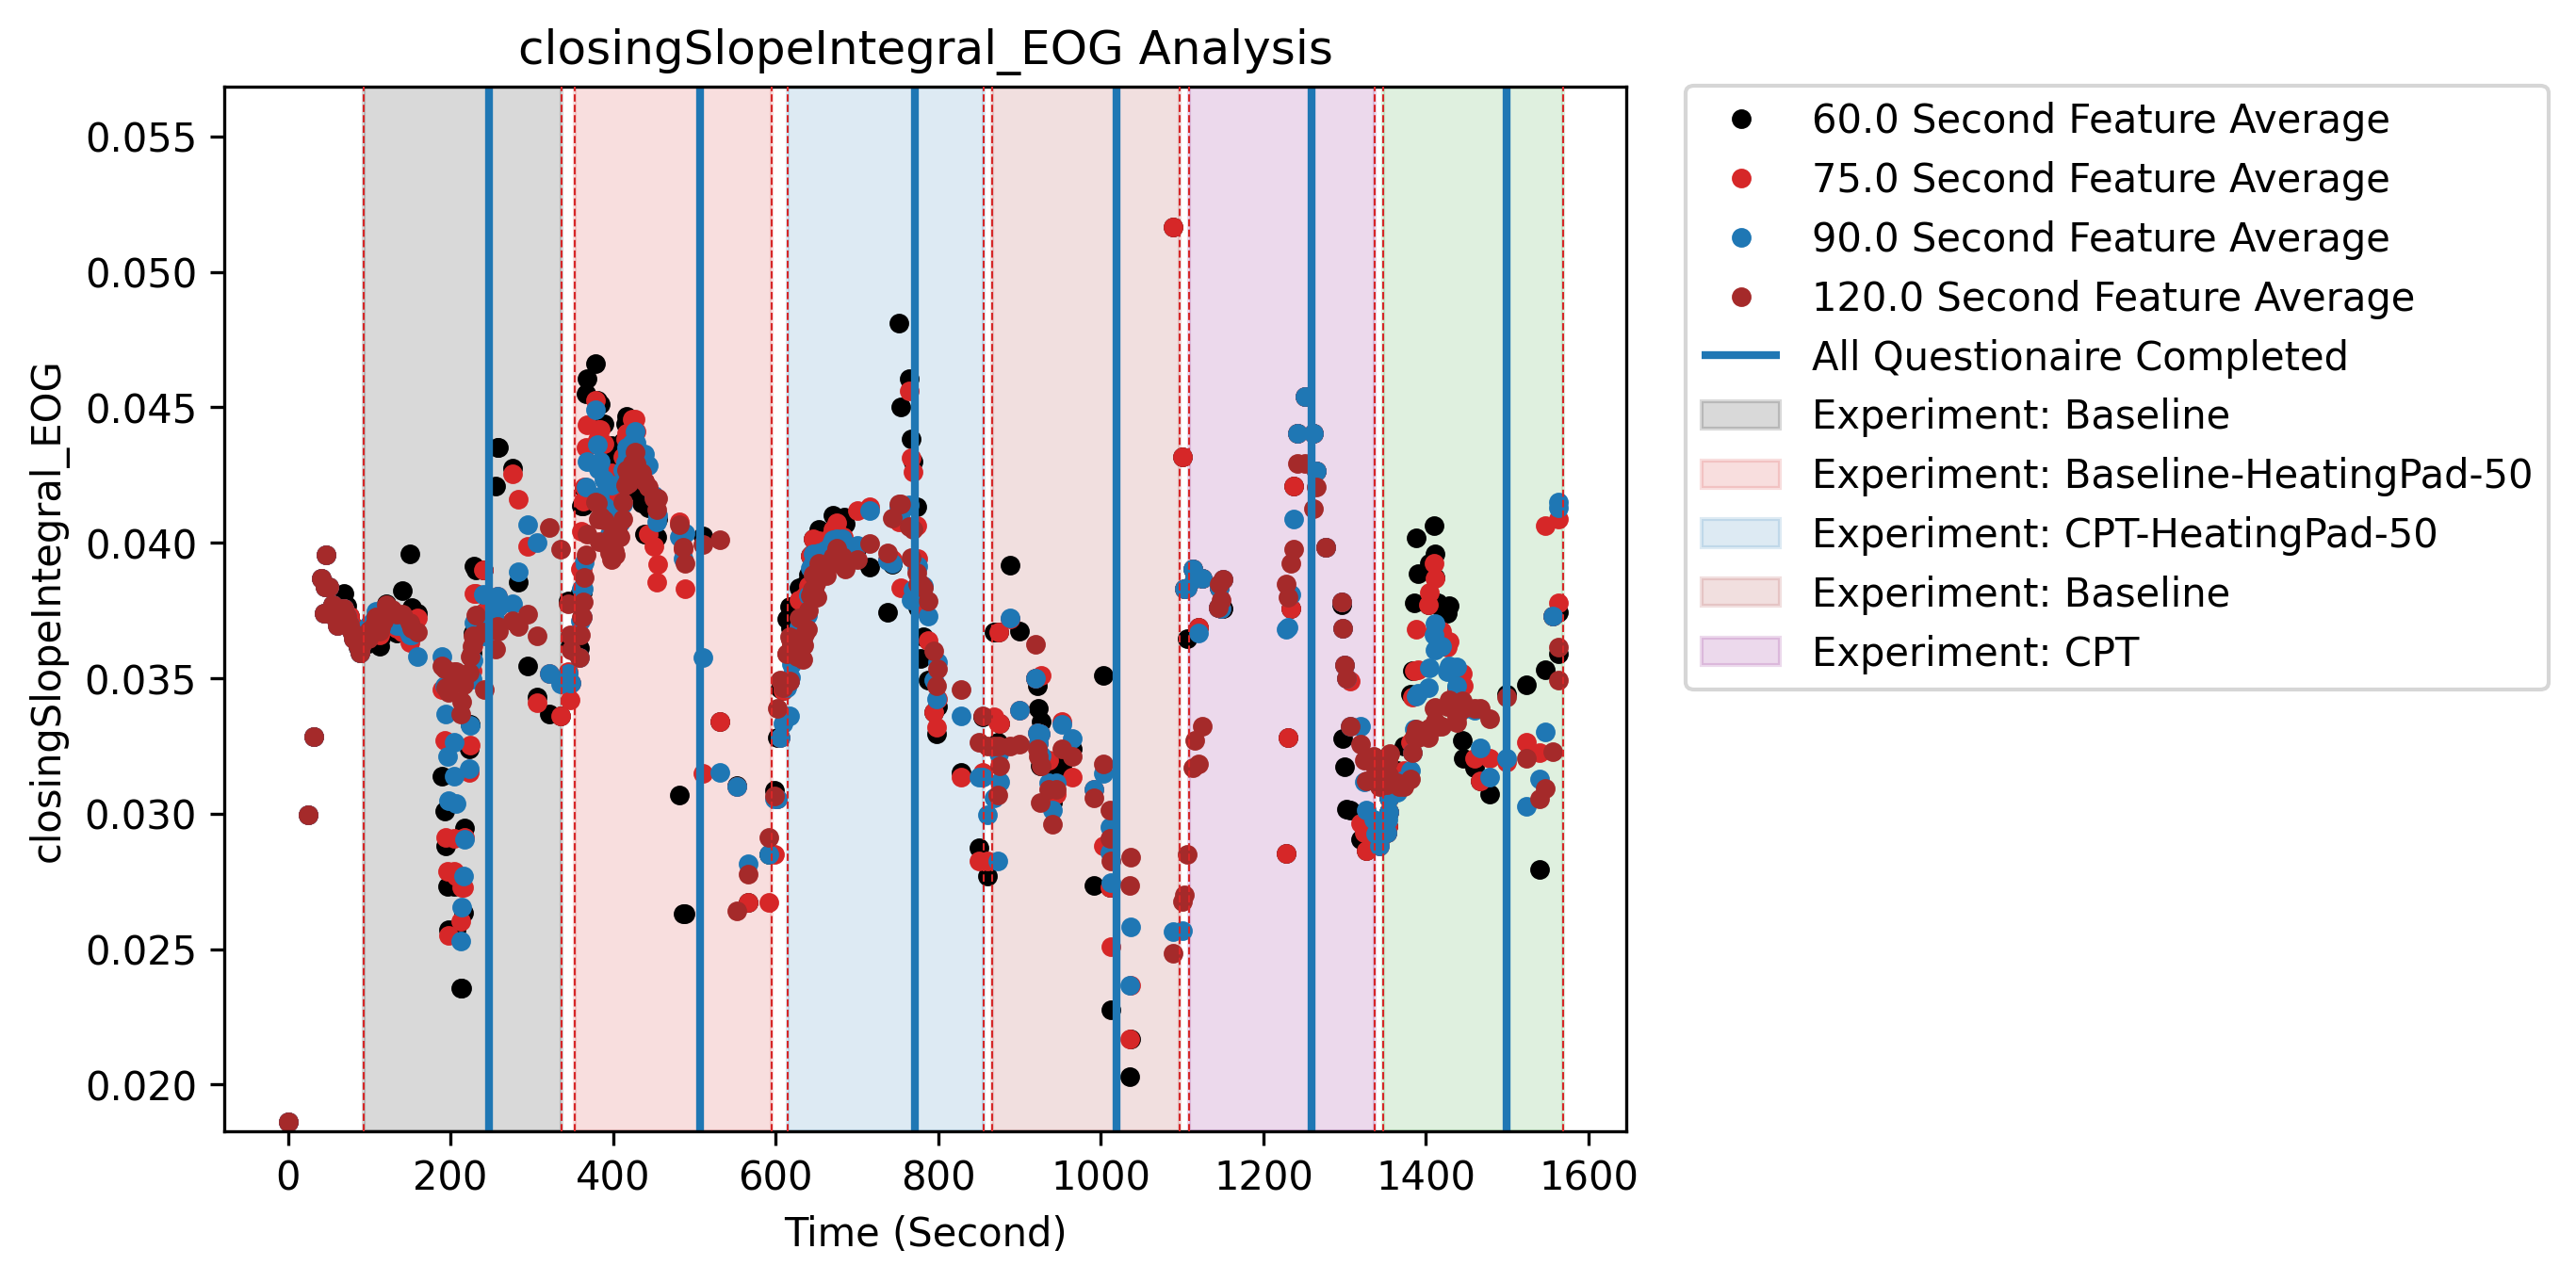 closingSlopeIntegral_EOG Analysis
closingSlopeIntegral_EOG
0.055
0.050
0.045
0.040
0.035
0.030
0.025
0.020
0
200
400
600
800
1000
1200
1400
1600
Time (Second)
60.0 Second Feature Average
75.0 Second Feature Average
90.0 Second Feature Average
120.0 Second Feature Average
All Questionaire Completed
Experiment: Baseline
Experiment: Baseline-HeatingPad-50
Experiment: CPT-HeatingPad-50
Experiment: Baseline
Experiment: CPT